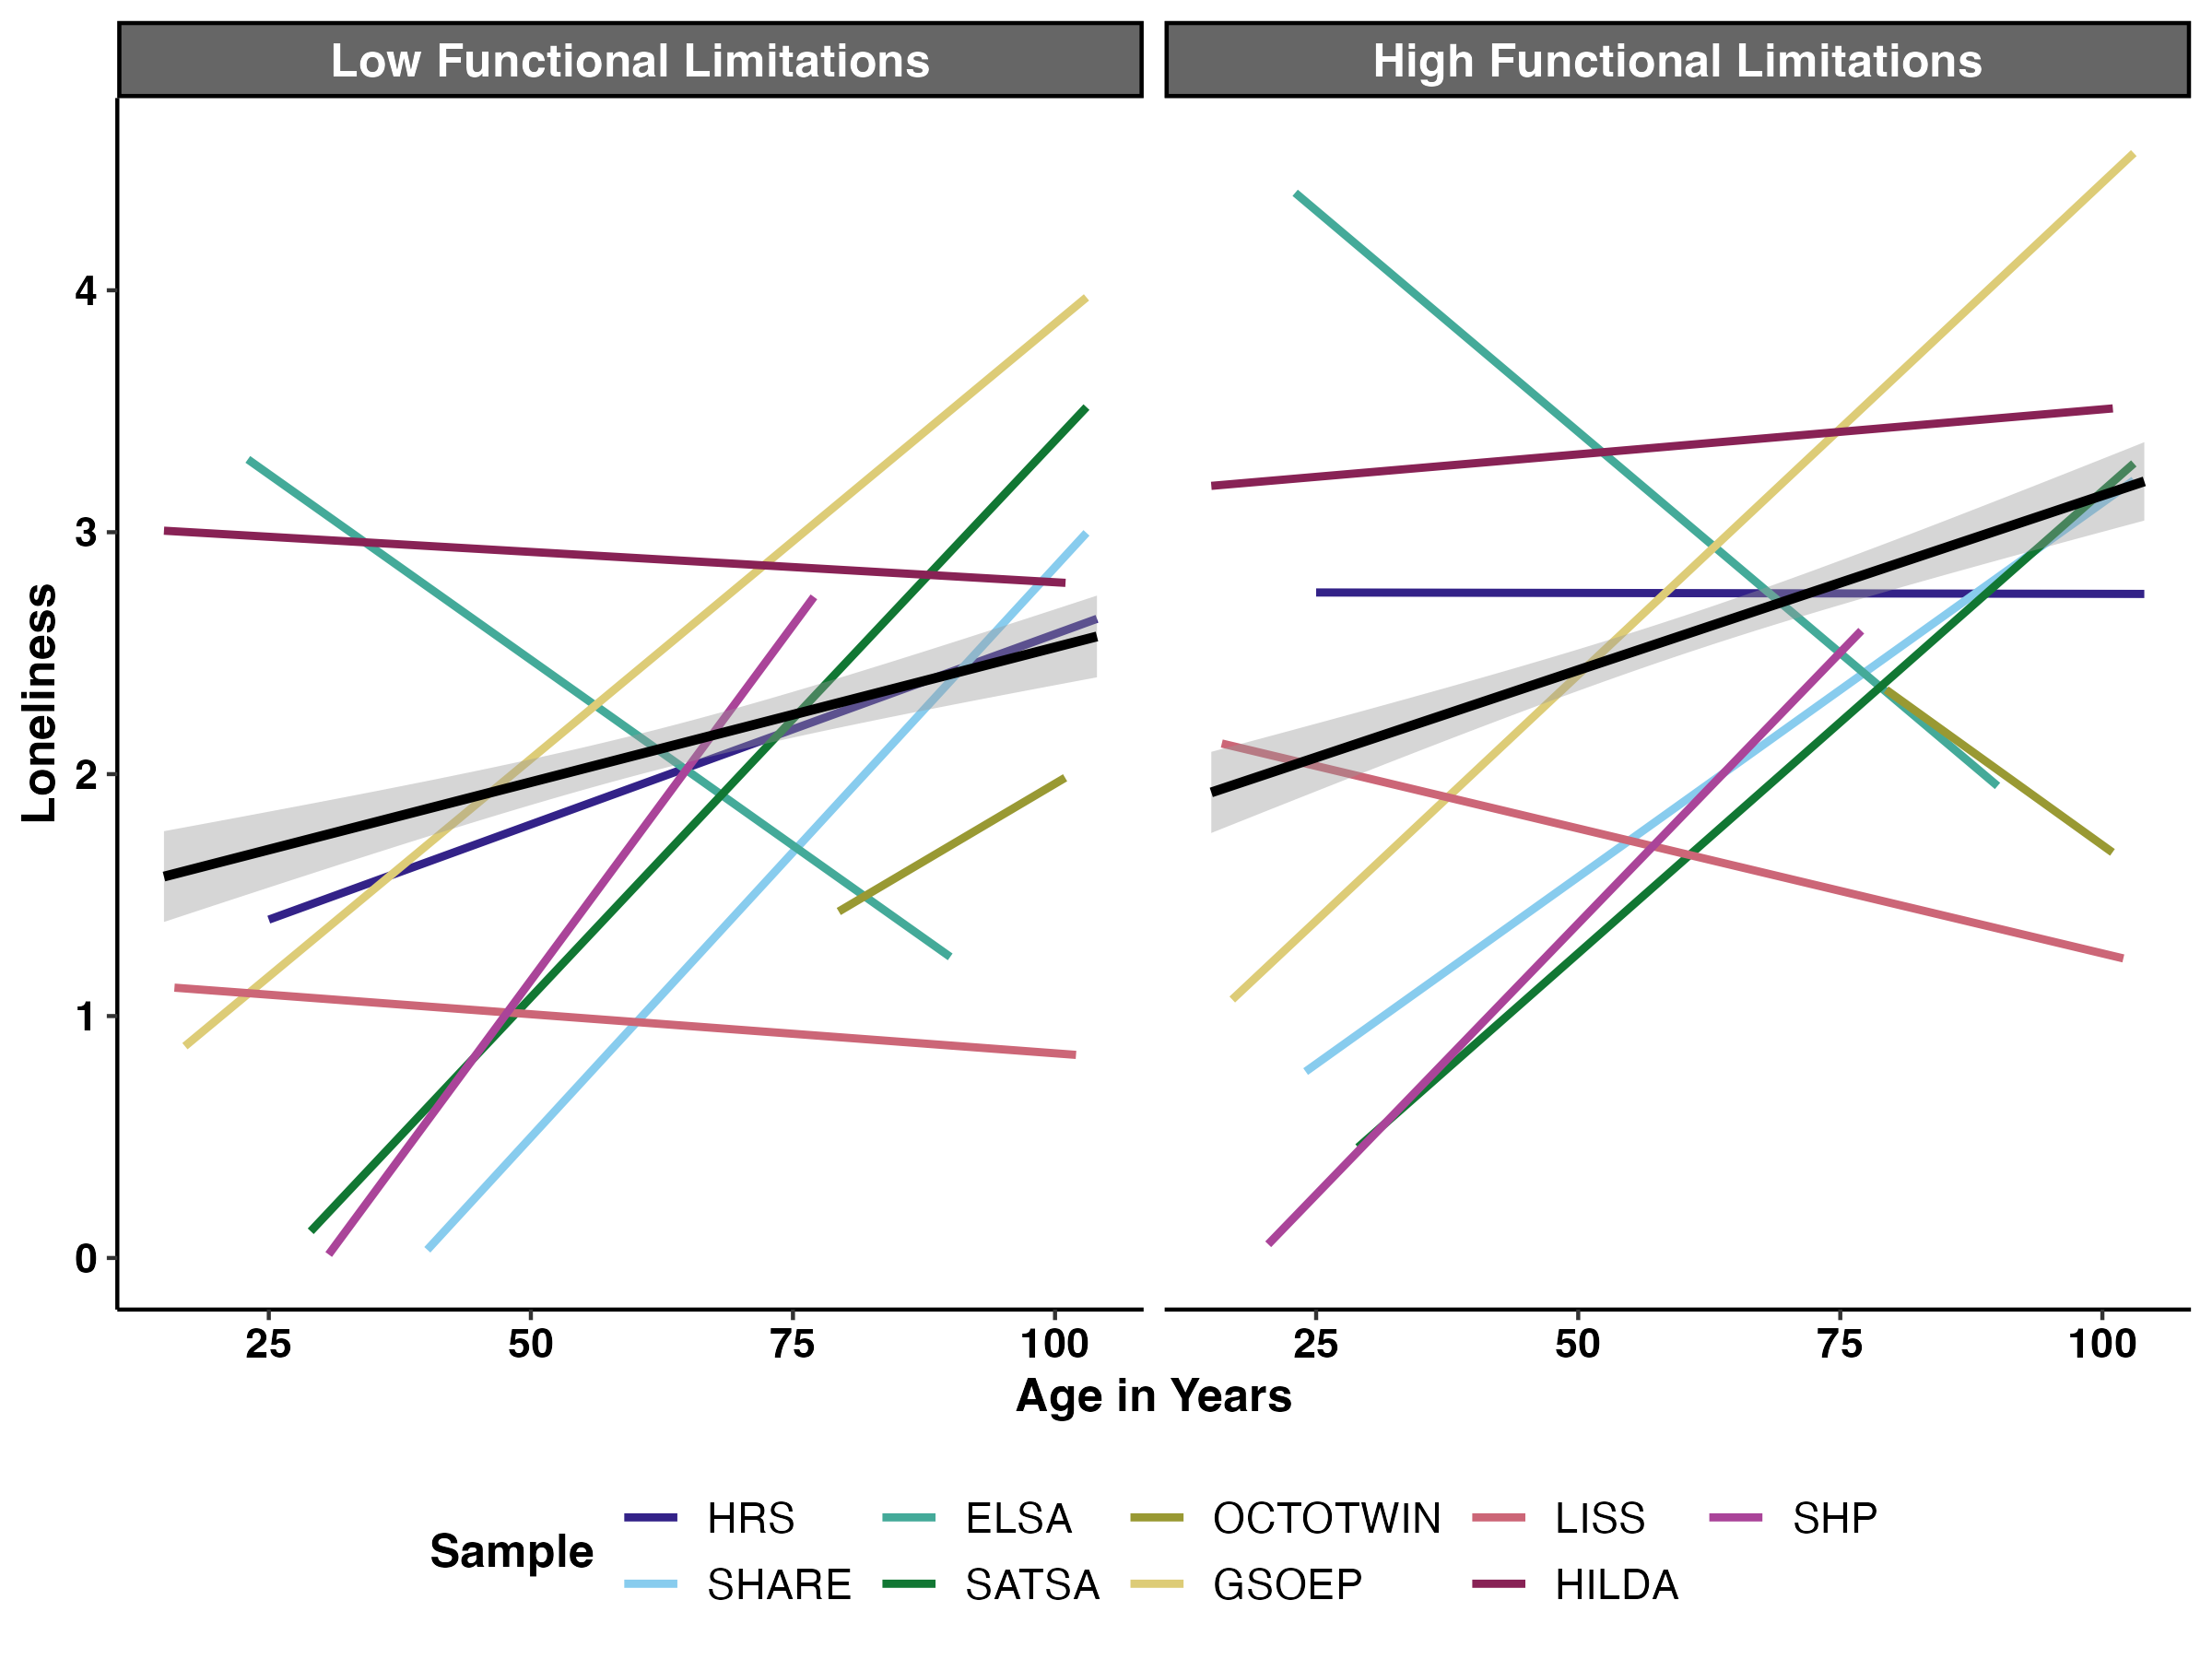 Low Functional Limitations
High Functional Limitations
Loneliness
4
3
2
1
0
25 50 75 100
25 50 75 100
Age in Years
Sample
HRS ELSA OCTOTWIN LISS SHP
SHARE SATSA GSOEP HILDA